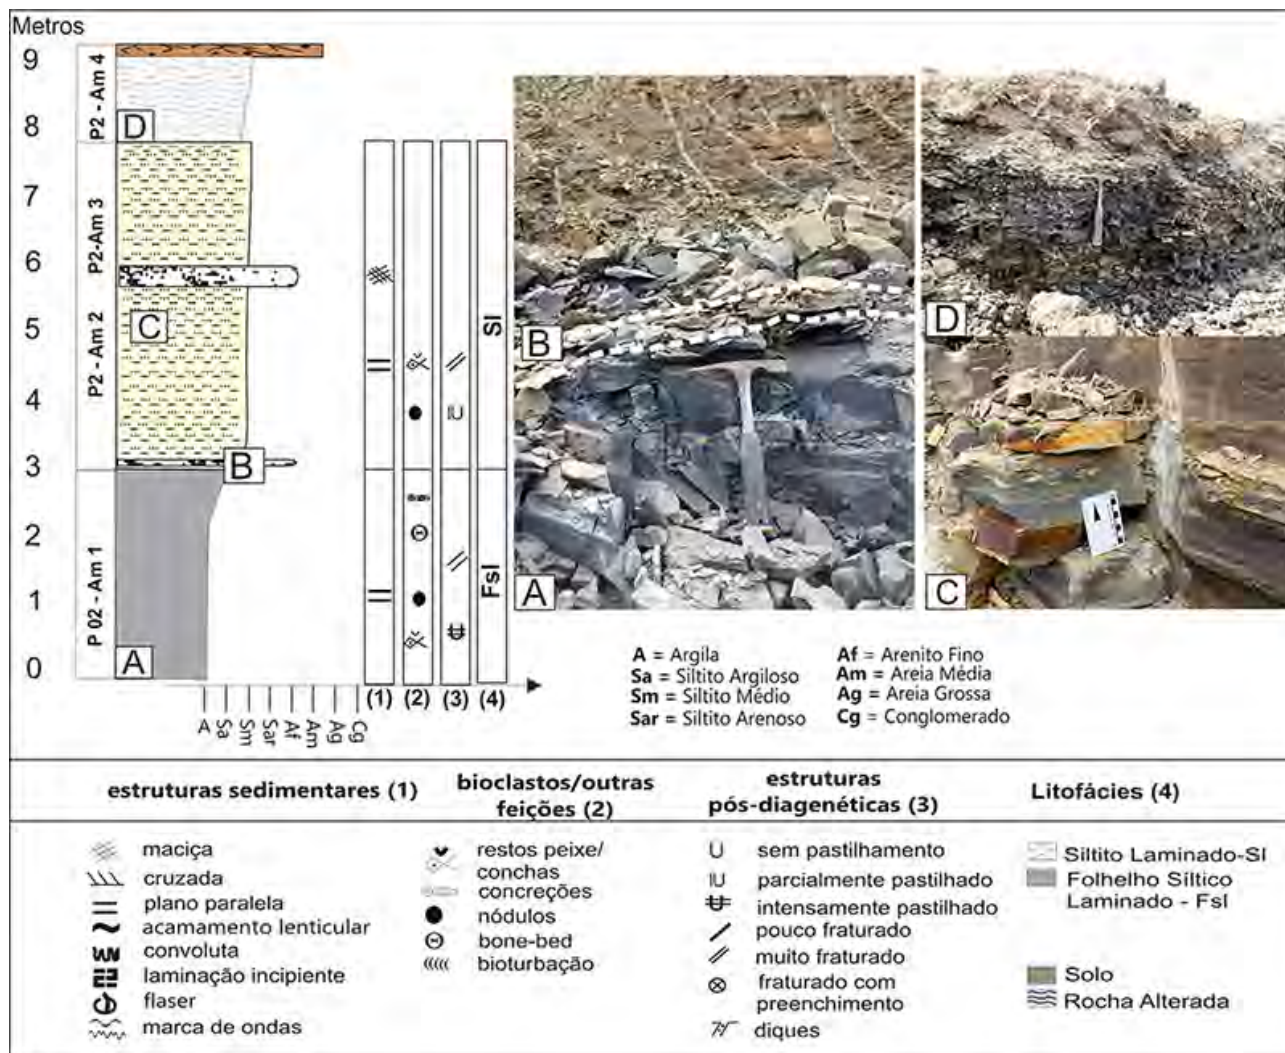 Metros
9
8
7
6
5
4
3
2
1
0
P2 - Am 4
P2-Am 3
P2 - Am 2
P 02 - Am 1
D
C
B
A
Sl
Fsl
(1) (2) (3) (4)
A Sa Sm Sar Af Am Ag Cg
B
A
D
C
A = Argila
Sa = Siltito Argiloso
Sm = Siltito Médio
Sar = Siltito Arenoso
Af = Arenito Fino
Am = Areia Média
Ag = Areia Grossa
Cg = Conglomerado
estruturas sedimentares (1)
maciça
cruzada
plano paralela
acamamento lenticular
convoluta
laminação incipiente
flaser
marca de ondas
bioclastos/outras
feições (2)
restos peixe/
conchas
concreções
nódulos
bone-bed
bioturbação
estruturas
pós-diagenéticas (3)
sem pastilhamento
parcialmente pastilhado
intensamente pastilhado
pouco fraturado
muito fraturado
fraturado com
preenchimento
diques
Litofácies (4)
Siltito Laminado-Sl
Folhelho Síltico
Laminado - Fsl
Solo
Rocha Alterada